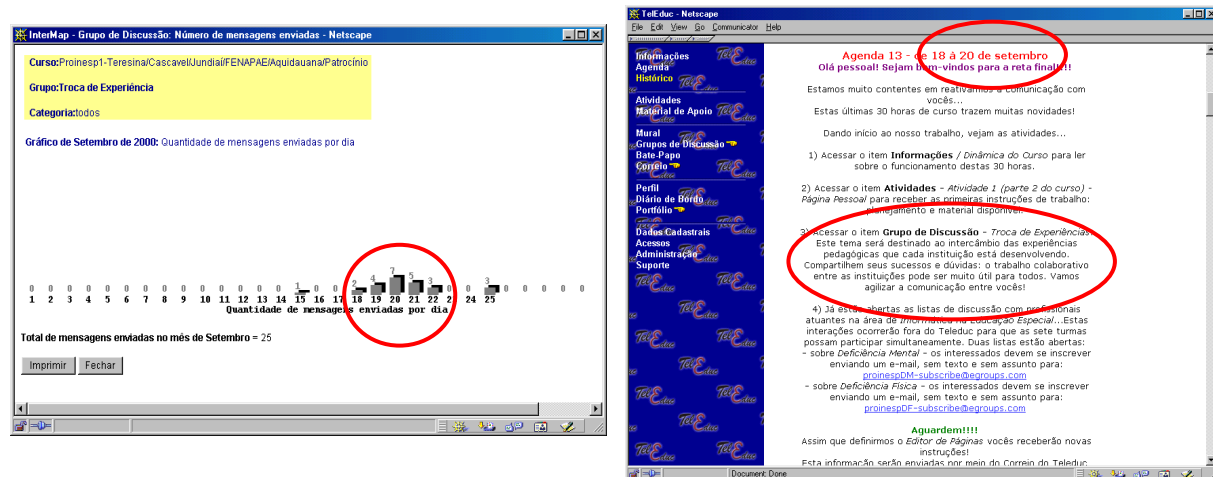 InterMap - Grupo de Discussão: Número de mensagens enviadas - Netscape
Curso:Proinesp1-Teresina/Cascavel/Jundiaí/FENAPAE/Aquidauana/Patrocínio
Grupo:Troca de Experiência
Categoria:todos
Gráfico de Setembro de 2000: Quantidade de mensagens enviadas por dia
0 0 0 0 0 0 0 0 0 0 0 0 0 0 1 0 0 2 4 7 5 3 0 0 3 0 0 0 0 0
1 2 3 4 5 6 7 8 9 10 11 12 13 14 15 16 17 18 19 20 21 22 23 24 25
Quantidade de mensagens enviadas por dia
Total de mensagens enviadas no mês de Setembro = 25
Imprimir Fechar
TelEduc - Netscape
File Edit View Go Communicator Help
Informações
Agenda
Histórico
Atividades
Material de Apoio
Mural
Grupos de Discussão
Bate-Papo
Correio
Perfil
Diário de Bordo
Portfólio
Dados Cadastrais
Acessos
Administração
Suporte
Agenda 13 - de 18 à 20 de setembro
Olá pessoal! Sejam bem-vindos para a reta final!!!!
Estamos muito contentes em reativarmos a comunicação com
vocês...
Estas últimas 30 horas de curso trazem muitas novidades!
Dando início ao nosso trabalho, vejam as atividades...
1) Acessar o item Informações / Dinâmica do Curso para ler
sobre o funcionamento destas 30 horas.
2) Acessar o item Atividades - Atividade 1 (parte 2 do curso) -
Página Pessoal para receber as primeiras instruções de trabalho:
planejamento e material disponível.
3) Acessar o item Grupo de Discussão - Troca de Experiências
Este tema será destinado ao intercâmbio das experiências
pedagógicas que cada instituição está desenvolvendo.
Compartilhem seus sucessos e dúvidas: o trabalho colaborativo
entre as instituições pode ser muito útil para todos. Vamos
agilizar a comunicação entre vocês!
4) Já estão abertas as listas de discussão com profissionais
atuantes na área de Informática na Educação Especial...Estas
interações ocorrerão fora do Teleduc para que as sete turmas
possam participar simultaneamente. Duas listas estão abertas:
- sobre Deficiência Mental - os interessados devem se inscrever
enviando um e-mail, sem texto e sem assunto para:
proinespDM-subscribe@egroups.com
- sobre Deficiência Física - os interessados devem se inscrever
enviando um e-mail, sem texto e sem assunto para:
proinespDF-subscribe@egroups.com
Aguardem!!!!
Assim que definirmos o Editor de Páginas vocês receberão novas
instruções!
Esta informação serão enviadas por meio do Correio do Teleduc
Document: Done